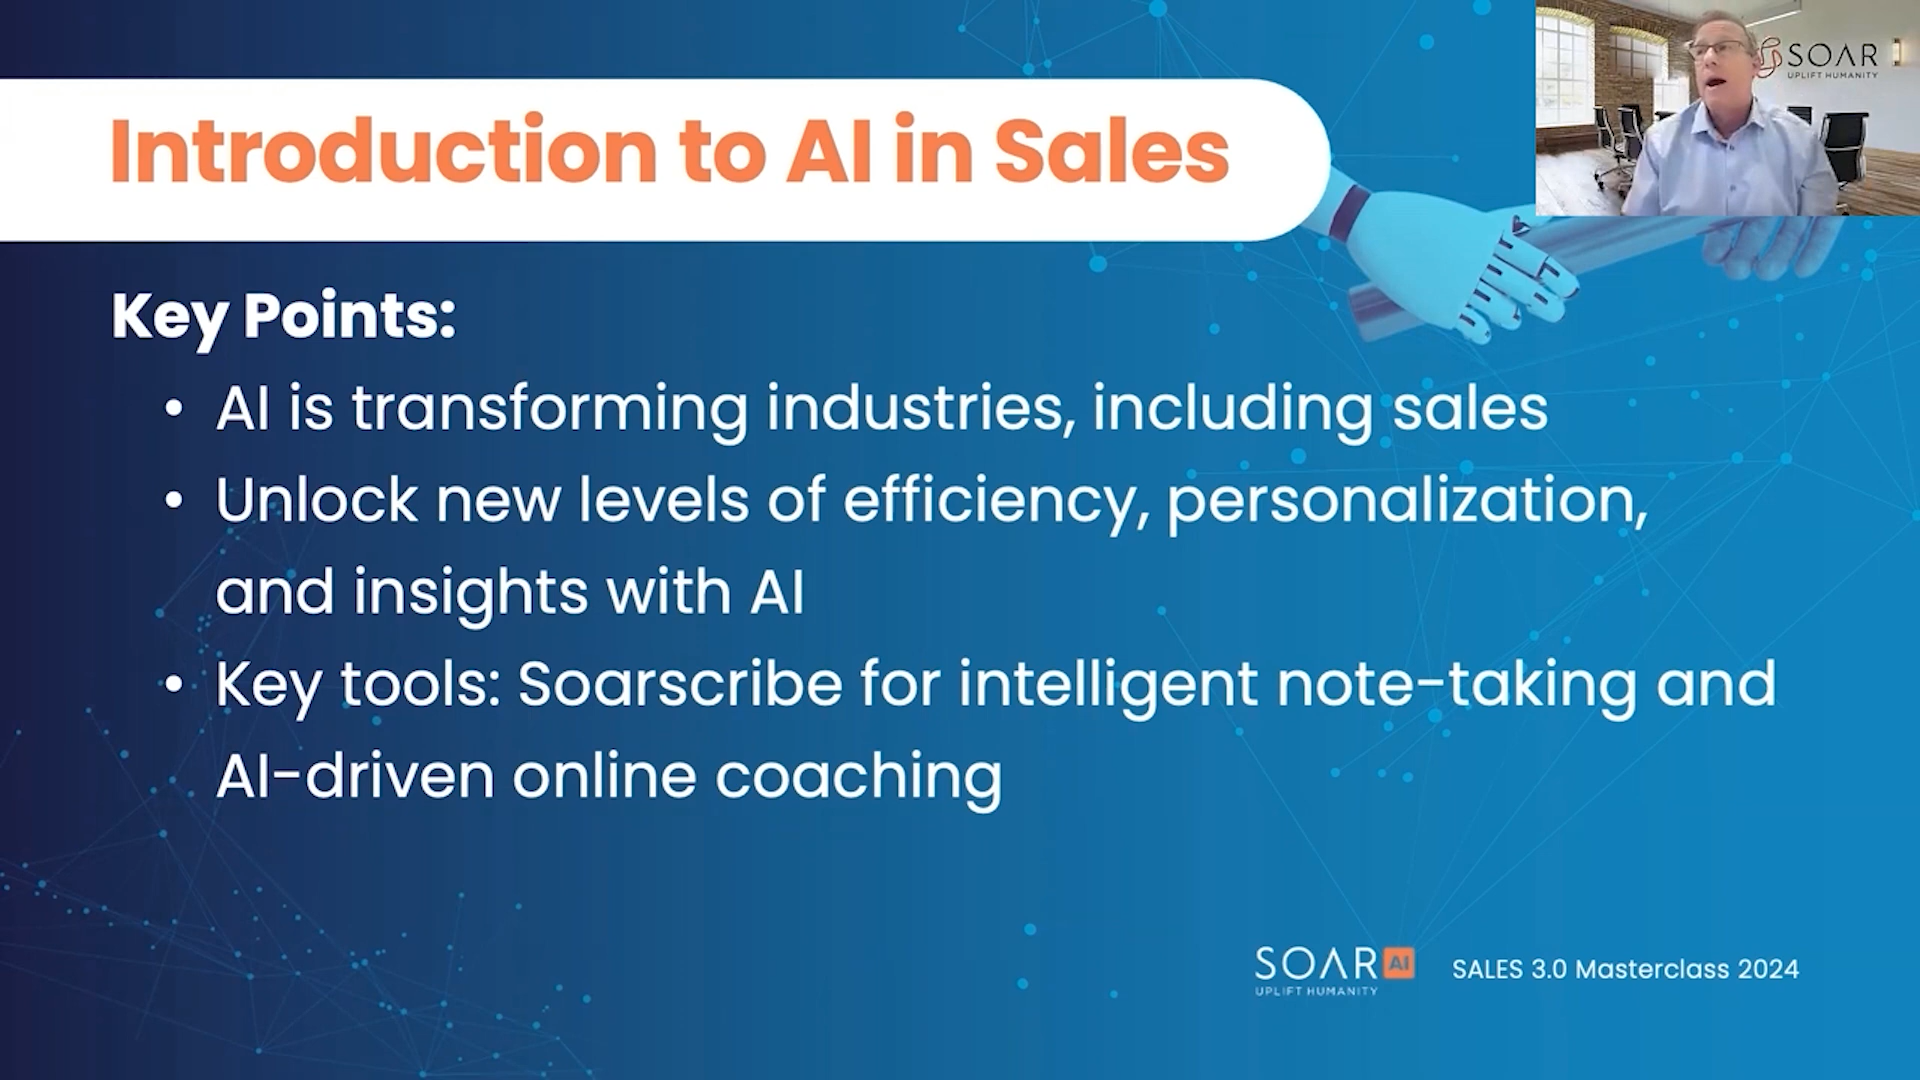 Introduction to AI in Sales
SOAR
UPLIFT HUMANITY
Key Points:
• AI is transforming industries, including sales
• Unlock new levels of efficiency, personalization,
and insights with AI
• Key tools: Soarscribe for intelligent note-taking and
AI-driven online coaching
SOAR AI
UPLIFT HUMANITY
SALES 3.0 Masterclass 2024